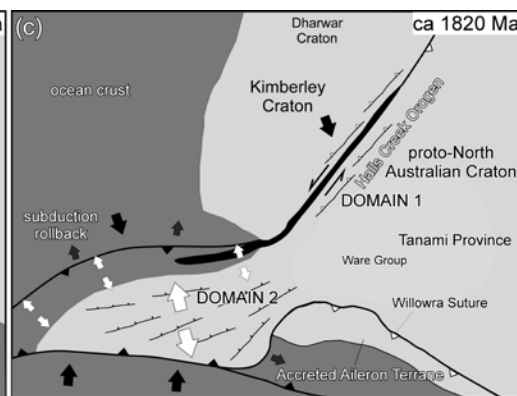 a
(c)
ca 1820 Ma
Dharwar
Craton
ocean crust
Kimberley
Craton
Halls Creek Orogen
proto-North
Australian Craton
DOMAIN 1
subduction
rollback
Tanami Province
Ware Group
DOMAIN 2
Willowra Suture
Accreted Aileron Terrane